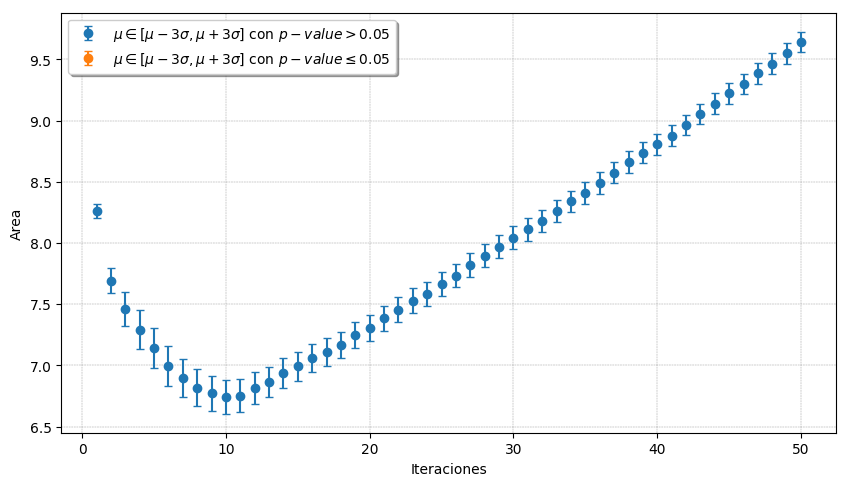 μ ∈ [μ − 3σ, μ + 3σ] con p − value > 0.05
μ ∈ [μ − 3σ, μ + 3σ] con p − value ≤ 0.05
9.5
9.0
8.5
8.0
7.5
7.0
6.5
Area
0 10 20 30 40 50
Iteraciones